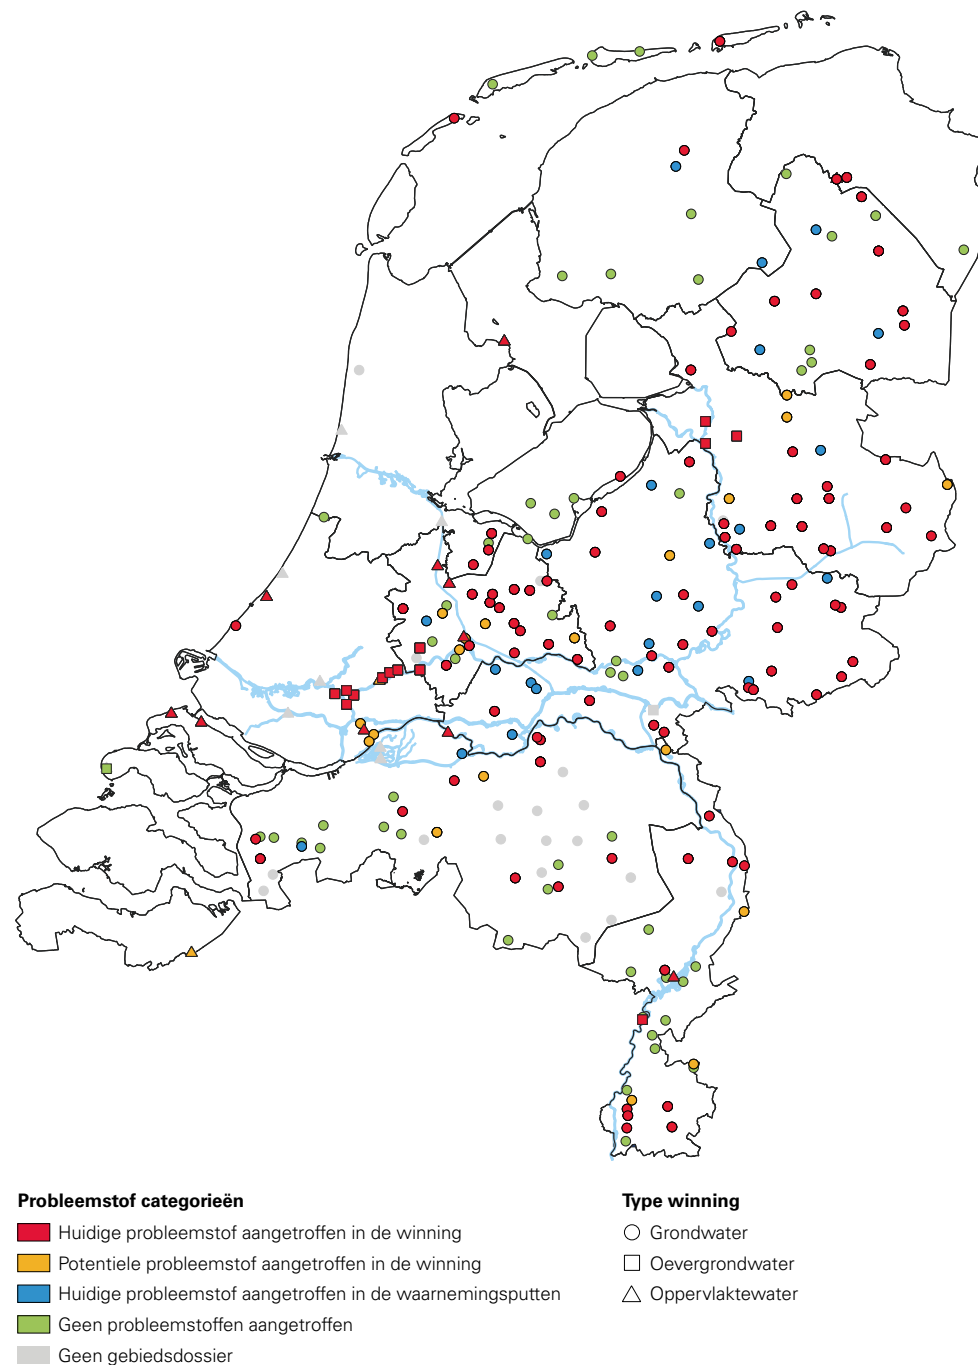 Probleemstof categorieën
Huidige probleemstof aangetroffen in de winning
Potentiele probleemstof aangetroffen in de winning
Huidige probleemstof aangetroffen in de waarnemingsputten
Geen probleemstoffen aangetroffen
Geen gebiedsdossier
Type winning
Grondwater
Oevergrondwater
Oppervlaktewater